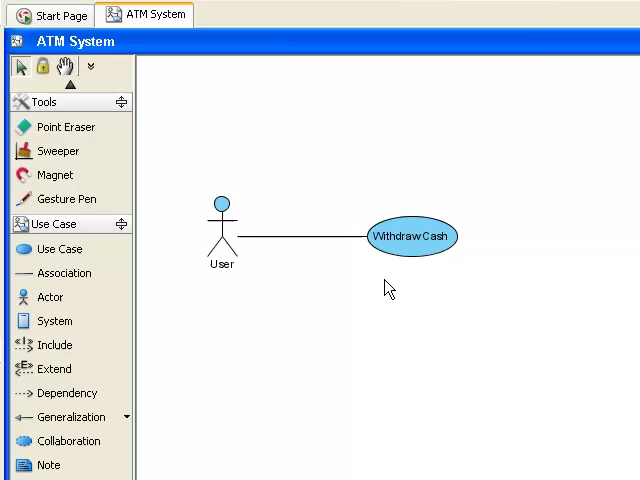 Start Page
ATM System
ATM System
Tools
Point Eraser
Sweeper
Magnet
Gesture Pen
Use Case
Use Case
Association
Actor
System
<<I>> Include
<<E>> Extend
Dependency
Generalization
Collaboration
Note
User
Withdraw Cash